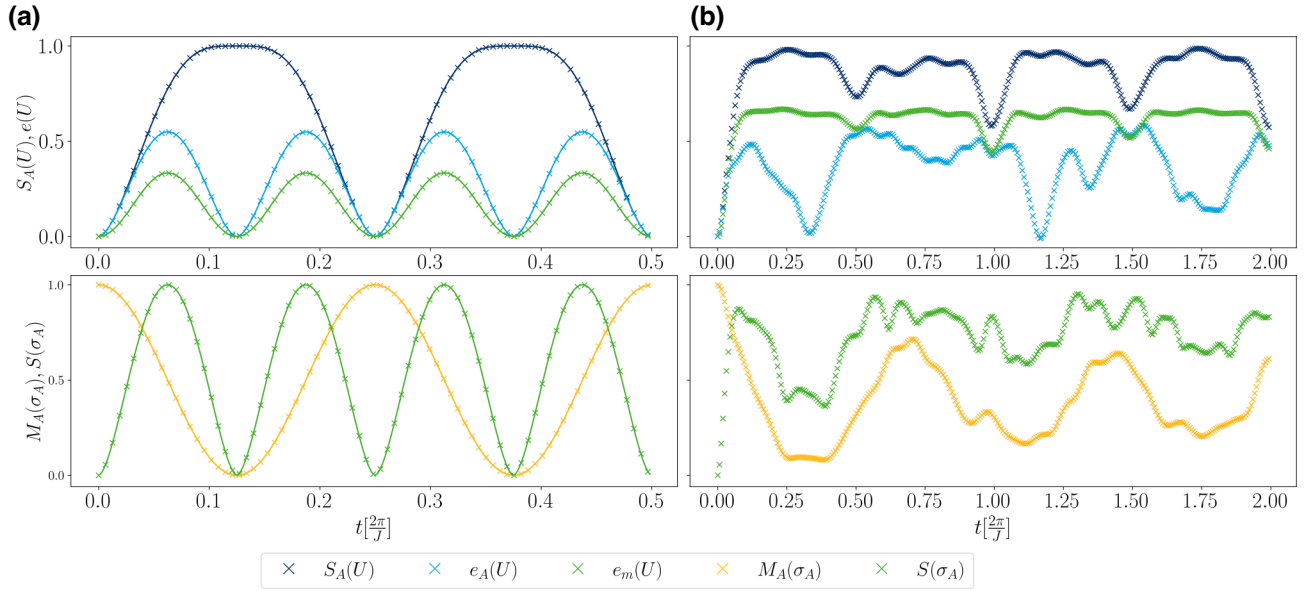 (a)
(b)
S_A(U), e(U)
1.0
0.5
0.0
0.0 0.1 0.2 0.3 0.4 0.5
0.00 0.25 0.50 0.75 1.00 1.25 1.50 1.75 2.00
M_A(σ_A), S(σ_A)
1.0
0.5
0.0
0.0 0.1 0.2 0.3 0.4 0.5
0.00 0.25 0.50 0.75 1.00 1.25 1.50 1.75 2.00
t[2π/J]
t[2π/J]
S_A(U) e_A(U) e_m(U) M_A(σ_A) S(σ_A)